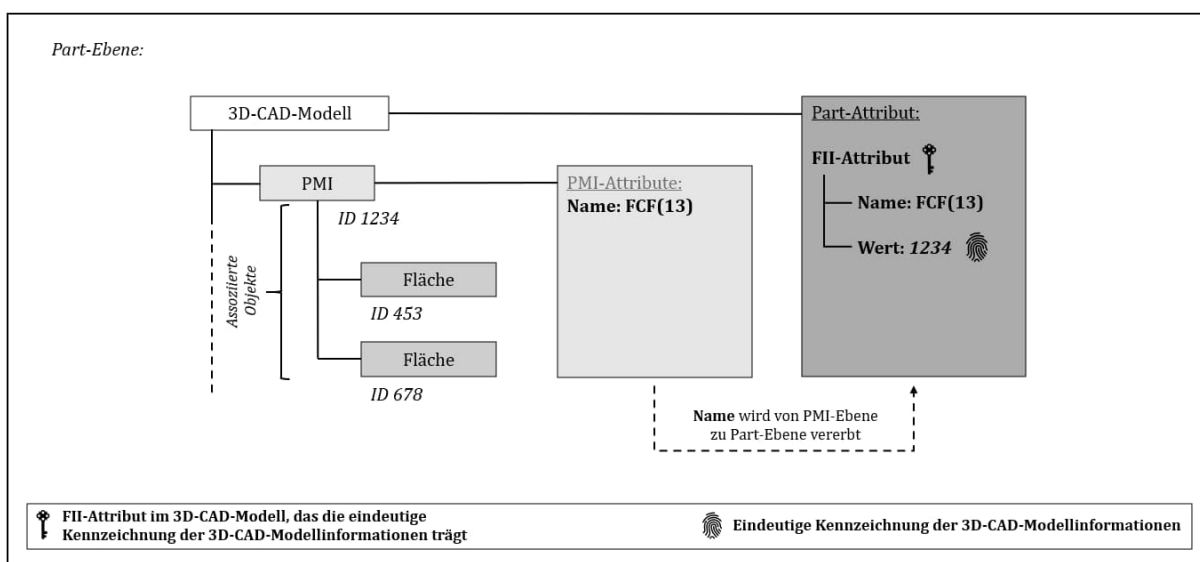 Part-Ebene:
3D-CAD-Modell
PMI
ID 1234
Assoziierte
Objekte
Fläche
ID 453
Fläche
ID 678
PMI-Attribute:
Name: FCF(13)
Part-Attribut:
FII-Attribut
Name: FCF(13)
Wert: 1234
Name wird von PMI-Ebene
zu Part-Ebene vererbt
FII-Attribut im 3D-CAD-Modell, das die eindeutige
Kennzeichnung der 3D-CAD-Modellinformationen trägt
Eindeutige Kennzeichnung der 3D-CAD-Modellinformationen